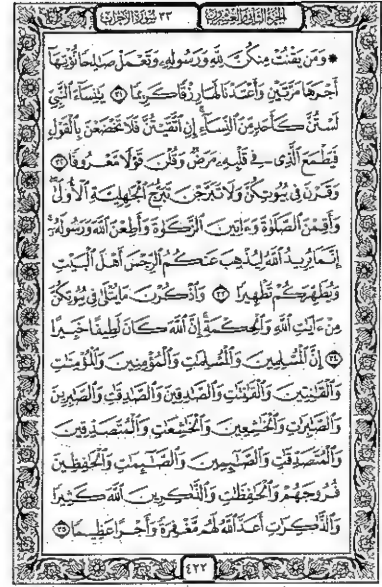 الجزء الثاني والعشرون ٣٣ سورة الأحزاب
۞ وَمَن يَقْنُتْ مِنكُنَّ لِلَّهِ وَرَسُولِهِۦ وَتَعْمَلْ صَٰلِحًا نُّؤْتِهَآ
أَجْرَهَا مَرَّتَيْنِ وَأَعْتَدْنَا لَهَا رِزْقًا كَرِيمًا ٣١ يَٰنِسَآءَ ٱلنَّبِيِّ
لَسْتُنَّ كَأَحَدٍ مِّنَ ٱلنِّسَآءِ إِنِ ٱتَّقَيْتُنَّ فَلَا تَخْضَعْنَ بِٱلْقَوْلِ
فَيَطْمَعَ ٱلَّذِى فِى قَلْبِهِۦ مَرَضٌ وَقُلْنَ قَوْلًا مَّعْرُوفًا ٣٢
وَقَرْنَ فِى بُيُوتِكُنَّ وَلَا تَبَرَّجْنَ تَبَرُّجَ ٱلْجَٰهِلِيَّةِ ٱلْأُولَىٰ
وَأَقِمْنَ ٱلصَّلَوٰةَ وَءَاتِينَ ٱلزَّكَوٰةَ وَأَطِعْنَ ٱللَّهَ وَرَسُولَهُۥٓ
إِنَّمَا يُرِيدُ ٱللَّهُ لِيُذْهِبَ عَنكُمُ ٱلرِّجْسَ أَهْلَ ٱلْبَيْتِ
وَيُطَهِّرَكُمْ تَطْهِيرًا ٣٣ وَٱذْكُرْنَ مَا يُتْلَىٰ فِى بُيُوتِكُنَّ
مِنْ ءَايَٰتِ ٱللَّهِ وَٱلْحِكْمَةِ إِنَّ ٱللَّهَ كَانَ لَطِيفًا خَبِيرًا
٣٤ إِنَّ ٱلْمُسْلِمِينَ وَٱلْمُسْلِمَٰتِ وَٱلْمُؤْمِنِينَ وَٱلْمُؤْمِنَٰتِ
وَٱلْقَٰنِتِينَ وَٱلْقَٰنِتَٰتِ وَٱلصَّٰدِقِينَ وَٱلصَّٰدِقَٰتِ وَٱلصَّٰبِرِينَ
وَٱلصَّٰبِرَٰتِ وَٱلْخَٰشِعِينَ وَٱلْخَٰشِعَٰتِ وَٱلْمُتَصَدِّقِينَ
وَٱلْمُتَصَدِّقَٰتِ وَٱلصَّٰٓئِمِينَ وَٱلصَّٰٓئِمَٰتِ وَٱلْحَٰفِظِينَ
فُرُوجَهُمْ وَٱلْحَٰفِظَٰتِ وَٱلذَّٰكِرِينَ ٱللَّهَ كَثِيرًا
وَٱلذَّٰكِرَٰتِ أَعَدَّ ٱللَّهُ لَهُم مَّغْفِرَةً وَأَجْرًا عَظِيمًا ٣٥
٤٢٢